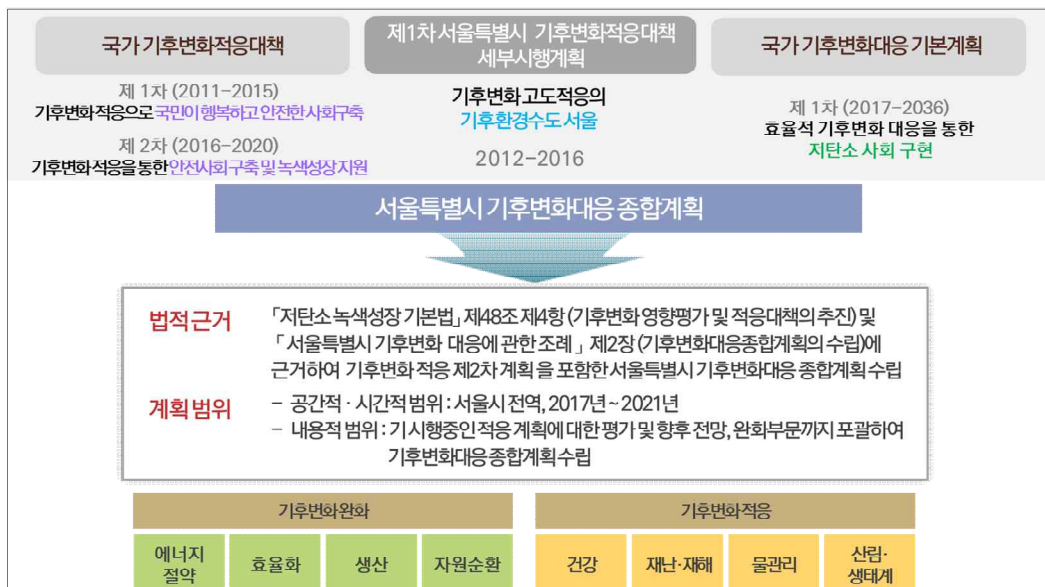 국가 기후변화적응대책
제 1차 (2011-2015)
기후변화적응으로 국민이 행복하고 안전한 사회구축
제 2차 (2016-2020)
기후변화적응을 통한 안전사회 구축 및 녹색성장 지원
제1차 서울특별시 기후변화적응대책
세부시행계획
기후변화 고도적응의
기후환경수도 서울
2012-2016
국가 기후변화대응 기본계획
제 1차 (2017-2036)
효율석 기후변화 대응을 통한
저탄소 사회 구현
서울특별시 기후변화대응 종합계획
법적근거
「저탄소 녹색성장 기본법」 제48조 제4항 (기후변화 영향평가 및 적응대책의 추진) 및
「 서울특별시 기후변화 대응에 관한 조례 」 제2장 (기후변화대응종합계획의 수립)에
근거하여 기후변화 적응 제2차 계획 을 포함한 서울특별시 기후변화대응 종합계획 수립
계획범위
- 공간적 · 시간적 범위 : 서울시 전역, 2017년 ~ 2021년
- 내용적 범위 : 기 시행중인 적응 계획에 대한 평가 및 향후 전망, 완화부문까지 포괄하여
기후변화대응 종합계획 수립
기후변화완화
에너지
절약
효율화
생산
자원순환
기후변화적응
건강
재난·재해
물관리
산림·
생태계